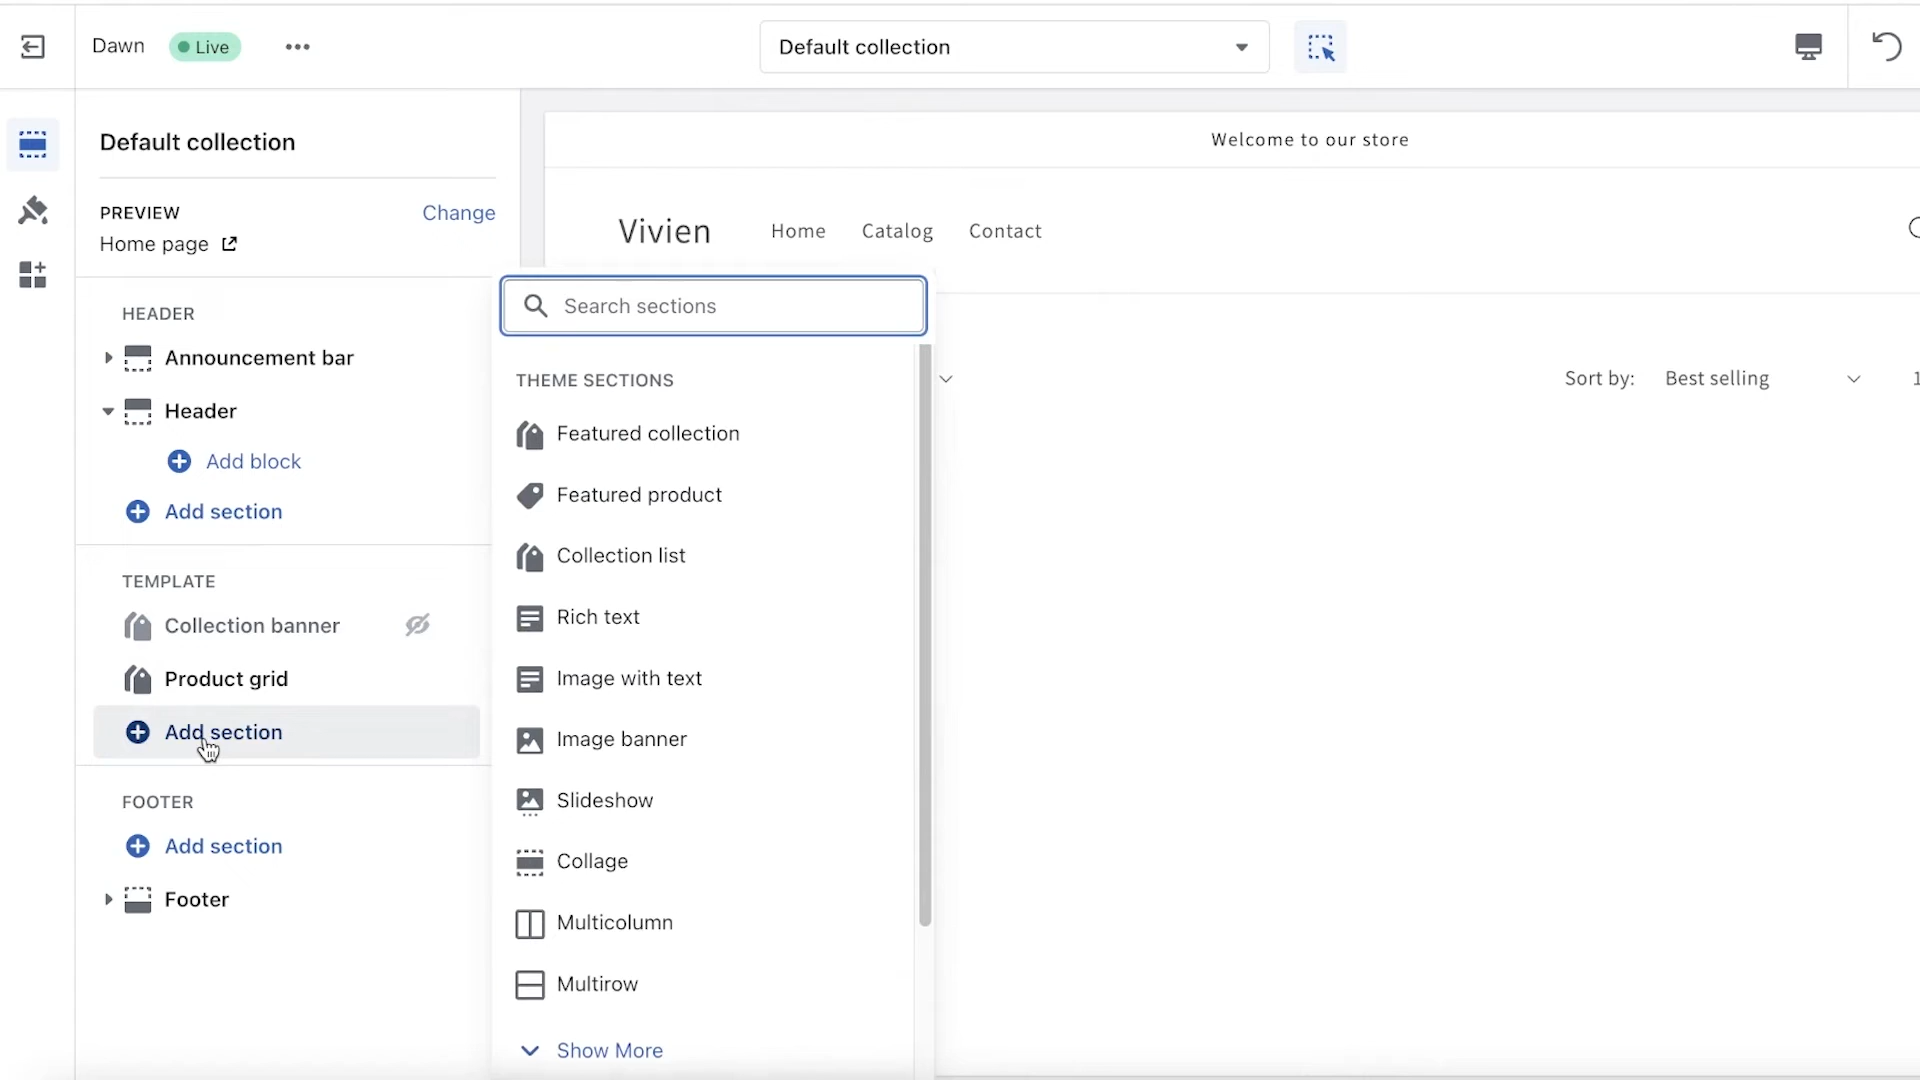 Dawn
Live
Default collection
Default collection
PREVIEW
Change
Home page
HEADER
Announcement bar
Header
Add block
Add section
TEMPLATE
Collection banner
Product grid
Add section
FOOTER
Add section
Footer
Search sections
THEME SECTIONS
Featured collection
Featured product
Collection list
Rich text
Image with text
Image banner
Slideshow
Collage
Multicolumn
Multirow
Show More
Welcome to our store
Vivien
Home
Catalog
Contact
Sort by:
Best selling